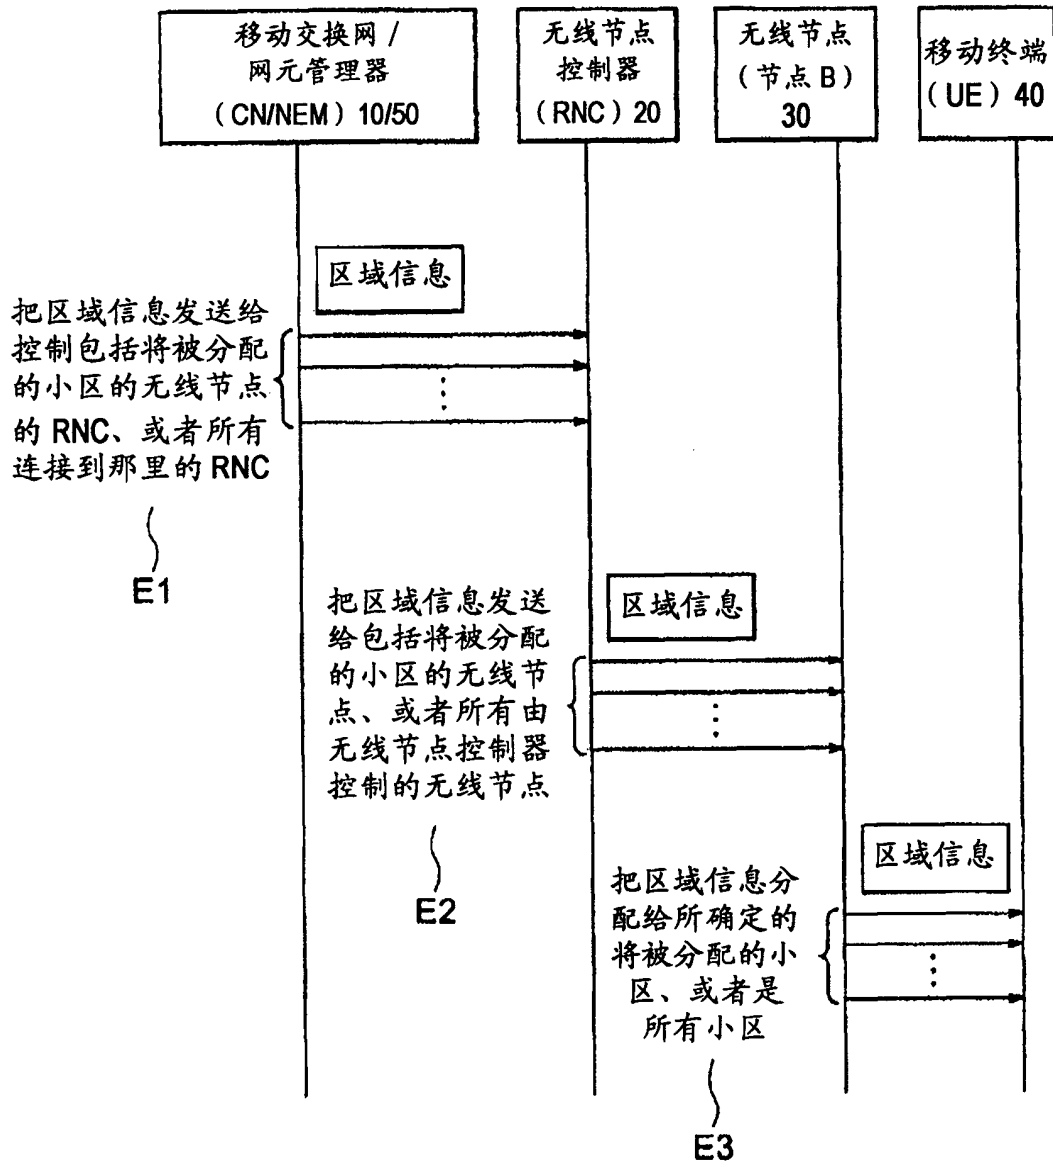 移动交换网 /
网元管理器
（CN/NEM）10/50
无线节点
控制器
（RNC）20
无线节点
（节点 B）
30
移动终端
（UE）40
区域信息
把区域信息发送给
控制包括将被分配
的小区的无线节点
的 RNC、或者所有
连接到那里的 RNC
E1
区域信息
把区域信息发送
给包括将被分配
的小区的无线节
点、或者所有由
无线节点控制器
控制的无线节点
E2
区域信息
把区域信息分
配给所确定的
将被分配的小
区、或者是
所有小区
E3